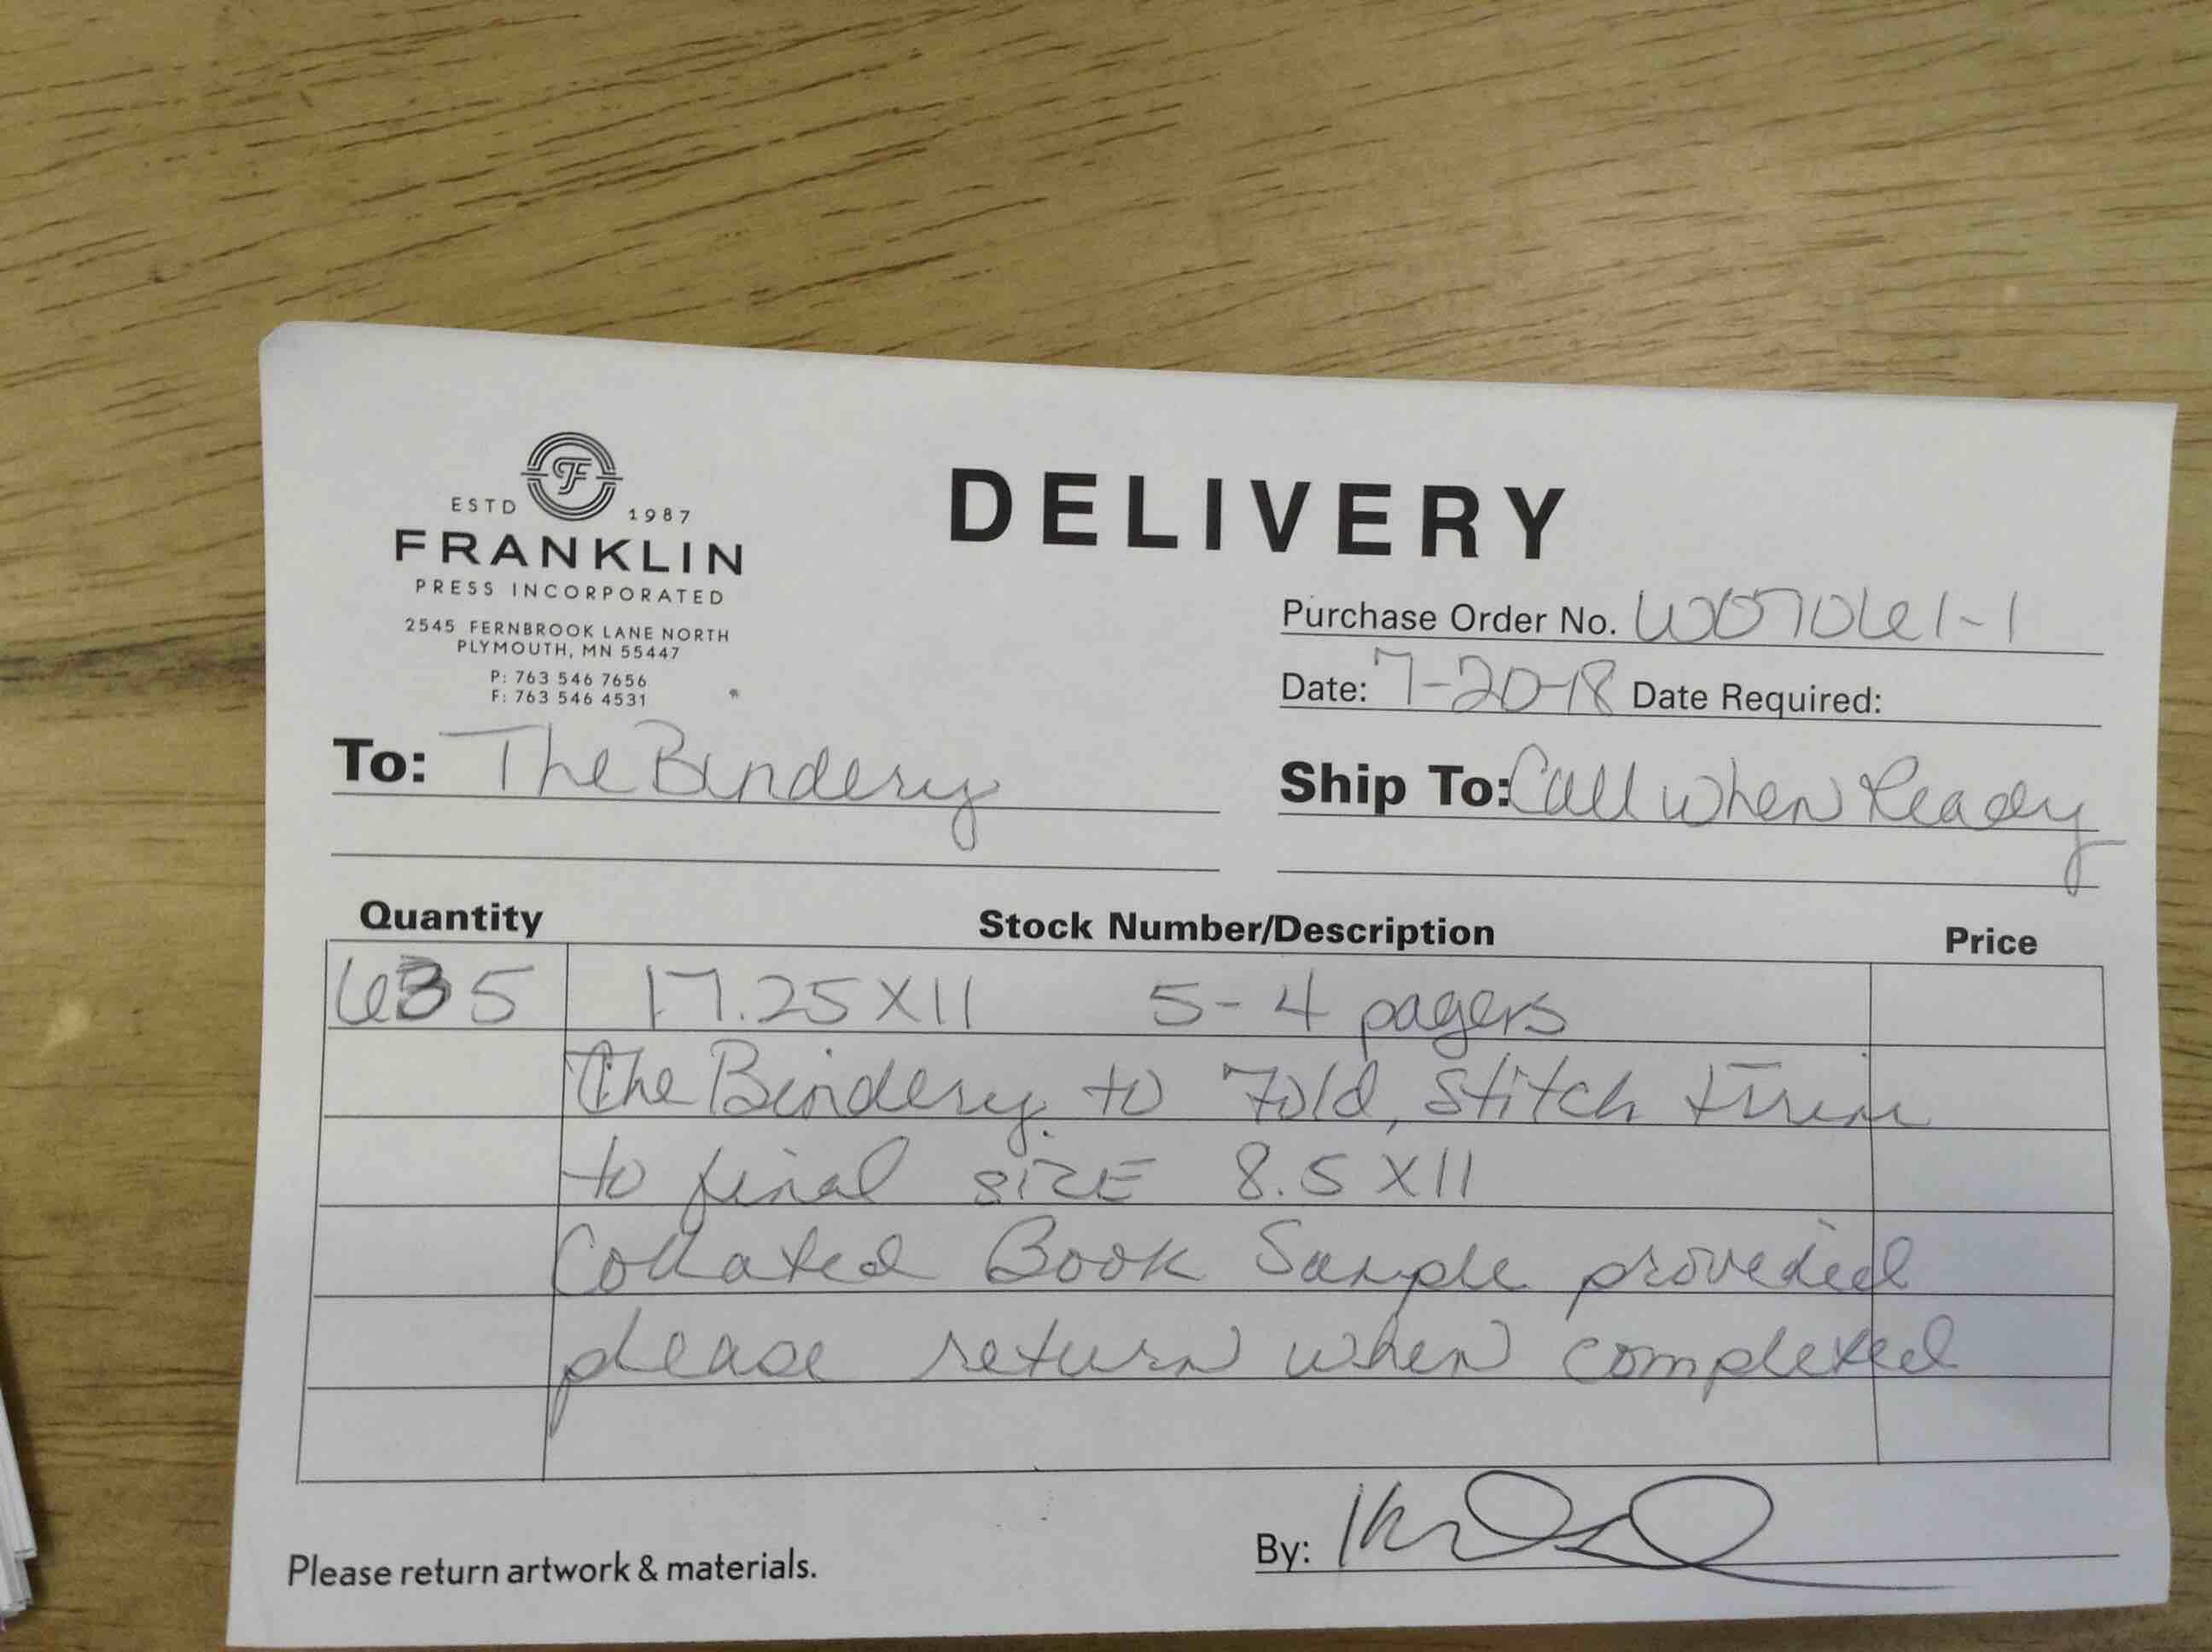 ESTD 1987
FRANKLIN
PRESS INCORPORATED
2545 FERNBROOK LANE NORTH
PLYMOUTH, MN 55447
P: 763 546 7656
F: 763 546 4531
DELIVERY
Purchase Order No. W07061-1
Date: 7-20-18 Date Required:
To: The Bindery
Ship To: Call when Ready
Quantity Stock Number/Description Price
635 17.25X11 5-4 pagers
The Bindery to Fold, stitch trim
to final SIZE 8.5X11
Collated Book Sample provided
please return when completed
Please return artwork & materials.
By: